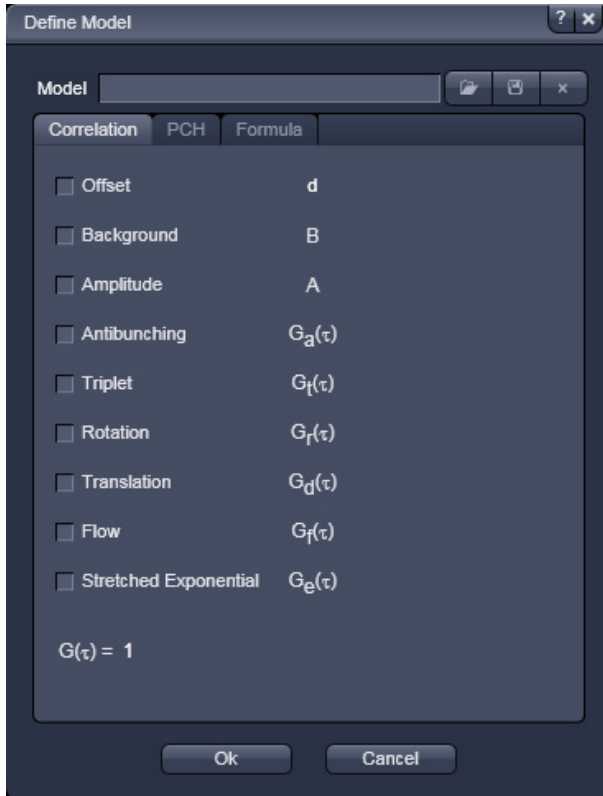 Define Model ? ×
Model ×
Correlation PCH Formula
Offset d
Background B
Amplitude A
Antibunching Ga(τ)
Triplet Gt(τ)
Rotation Gr(τ)
Translation Gd(τ)
Flow Gf(τ)
Stretched Exponential Ge(τ)
G(τ) = 1
Ok Cancel